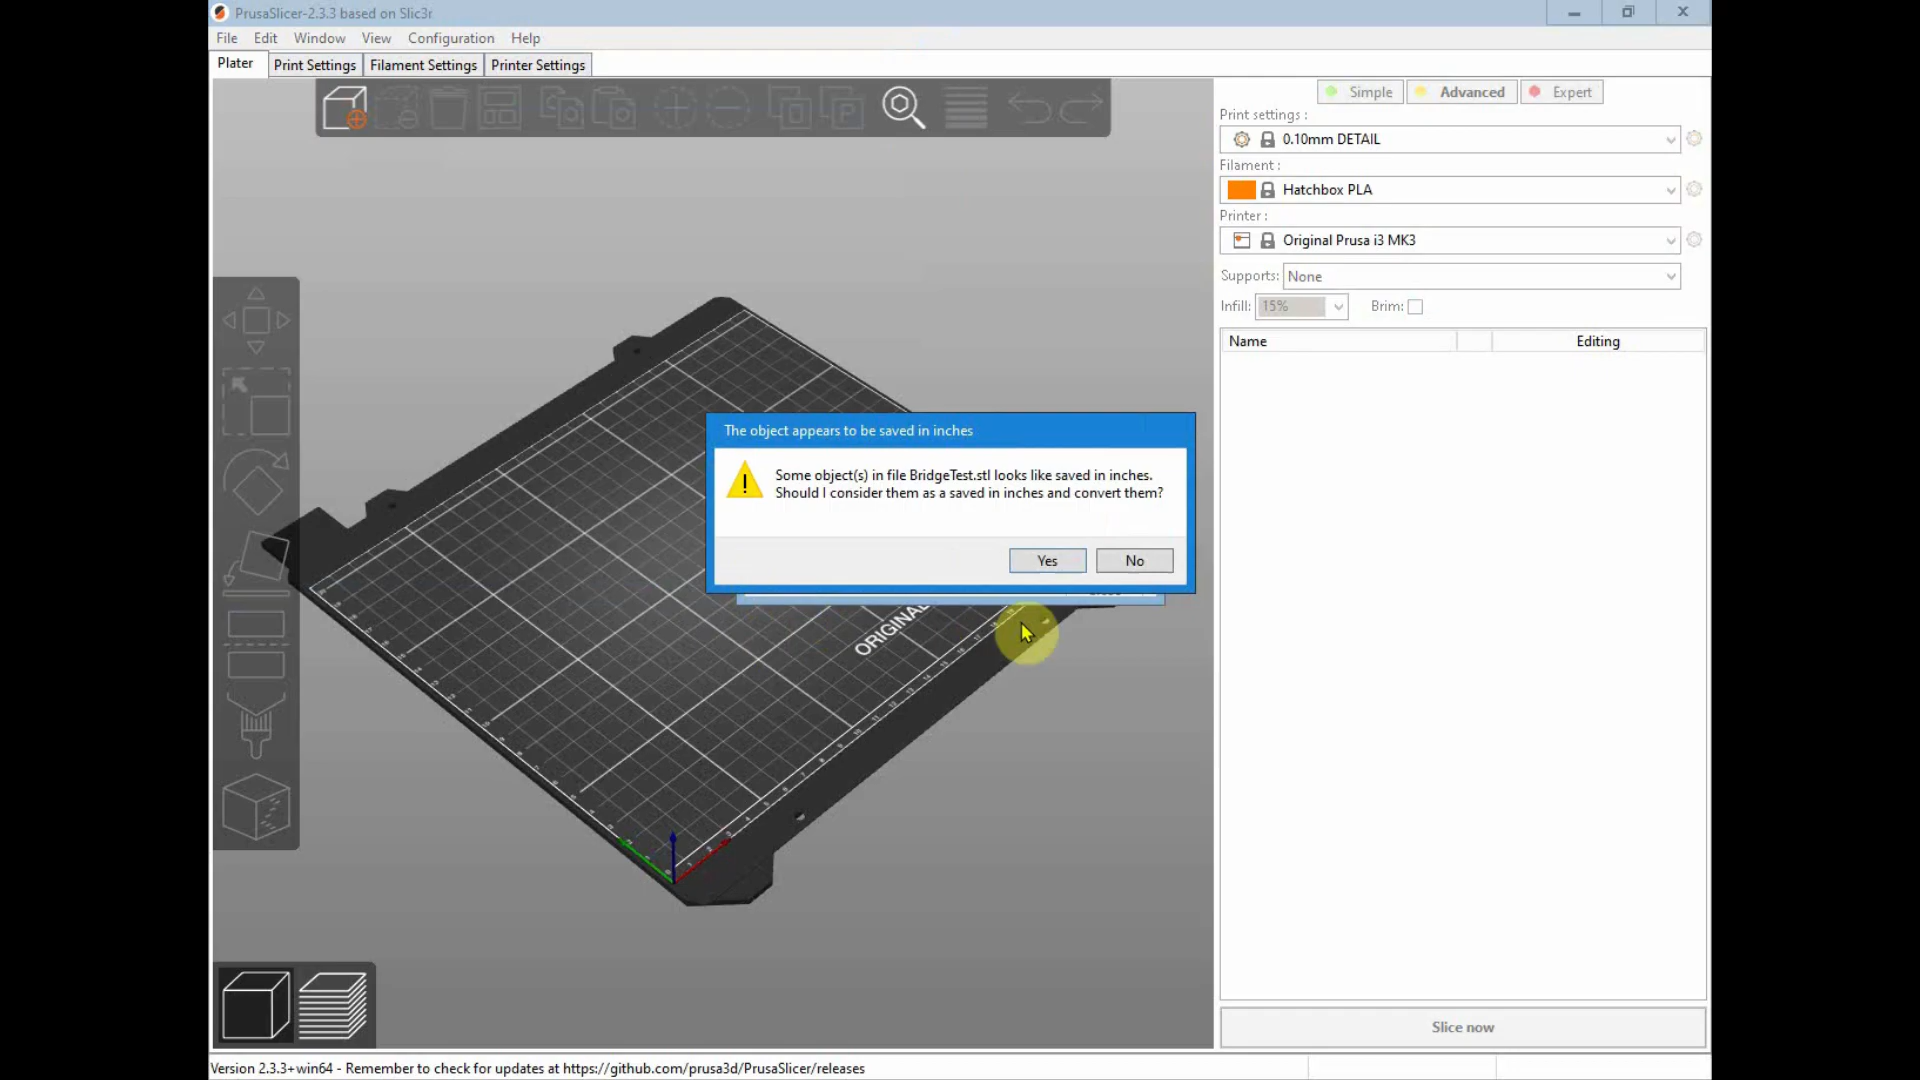 PrusaSlicer-2.3.3 based on Slic3r
File Edit Window View Configuration Help
Plater Print Settings Filament Settings Printer Settings
Simple Advanced Expert
Print settings :
0.10mm DETAIL
Filament :
Hatchbox PLA
Printer :
Original Prusa i3 MK3
Supports: None
Infill: 15% Brim:
Name Editing
The object appears to be saved in inches
Some object(s) in file BridgeTest.stl looks like saved in inches.
Should I consider them as a saved in inches and convert them?
Yes No
ORIGINAL
Slice now
Version 2.3.3+win64 - Remember to check for updates at https://github.com/prusa3d/PrusaSlicer/releases